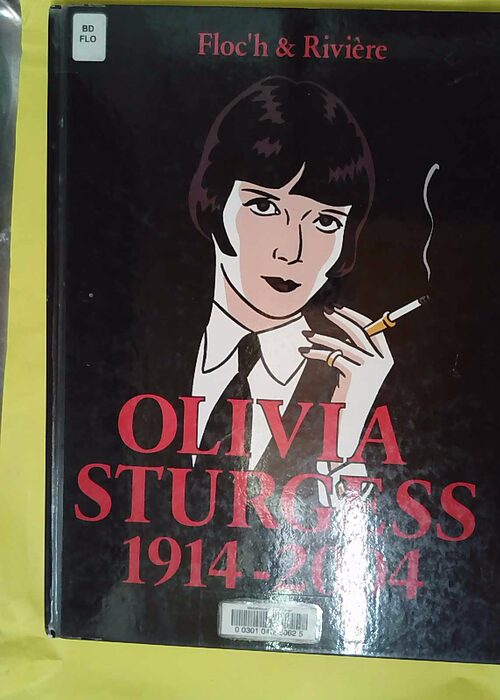 BD
FLO
Floc'h & Rivière
OLIVIA
STURGESS
1914-2004